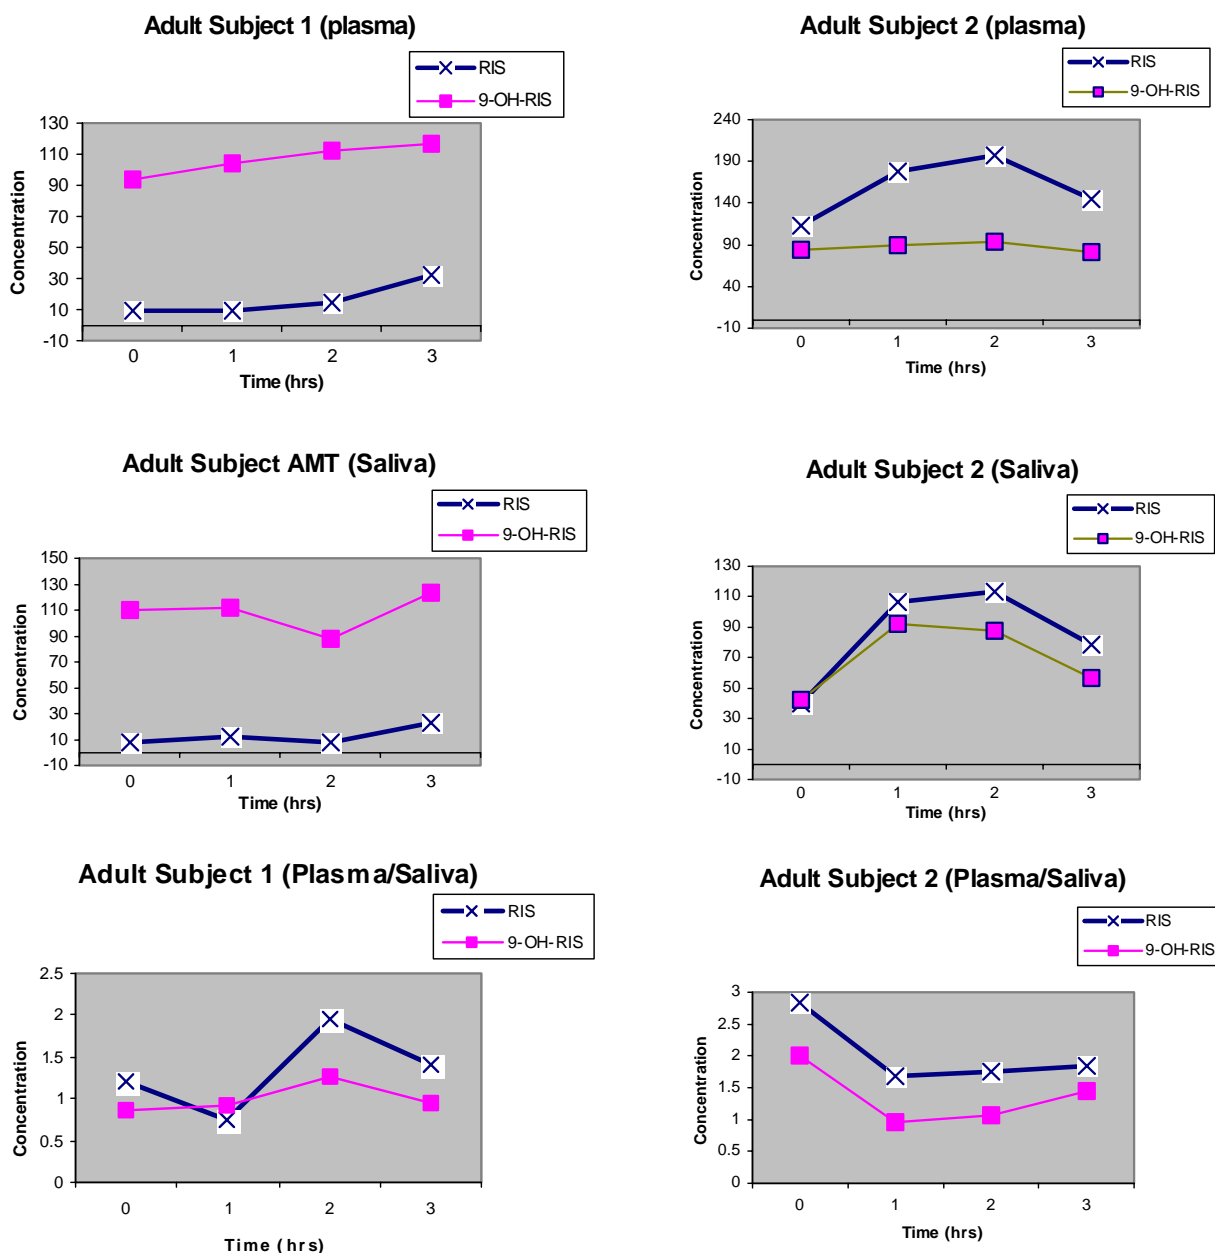 Adult Subject 1 (plasma)
RIS
9-OH-RIS
130
110
90
70
50
30
10
-10
Concentration
0 1 2 3
Time (hrs)
Adult Subject 2 (plasma)
RIS
9-OH-RIS
240
190
140
90
40
-10
Concentration
0 1 2 3
Time (hrs)
Adult Subject AMT (Saliva)
RIS
9-OH-RIS
150
130
110
90
70
50
30
10
-10
Concentration
0 1 2 3
Time (hrs)
Adult Subject 2 (Saliva)
RIS
9-OH-RIS
130
110
90
70
50
30
10
-10
Concentration
0 1 2 3
Time (hrs)
Adult Subject 1 (Plasma/Saliva)
RIS
9-OH-RIS
2.5
2
1.5
1
0.5
0
Concentration
0 1 2 3
Time (hrs)
Adult Subject 2 (Plasma/Saliva)
RIS
9-OH-RIS
3
2.5
2
1.5
1
0.5
0
Concentration
0 1 2 3
Time (hrs)